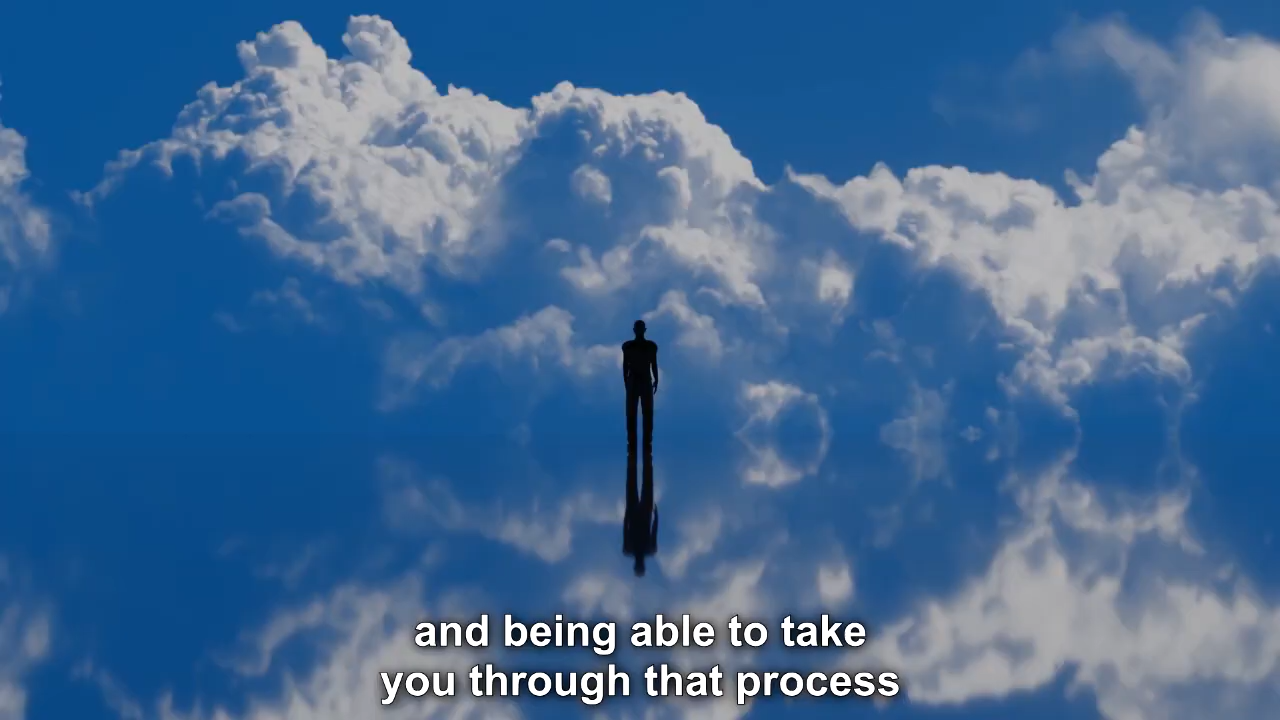 and being able to take
you through that process